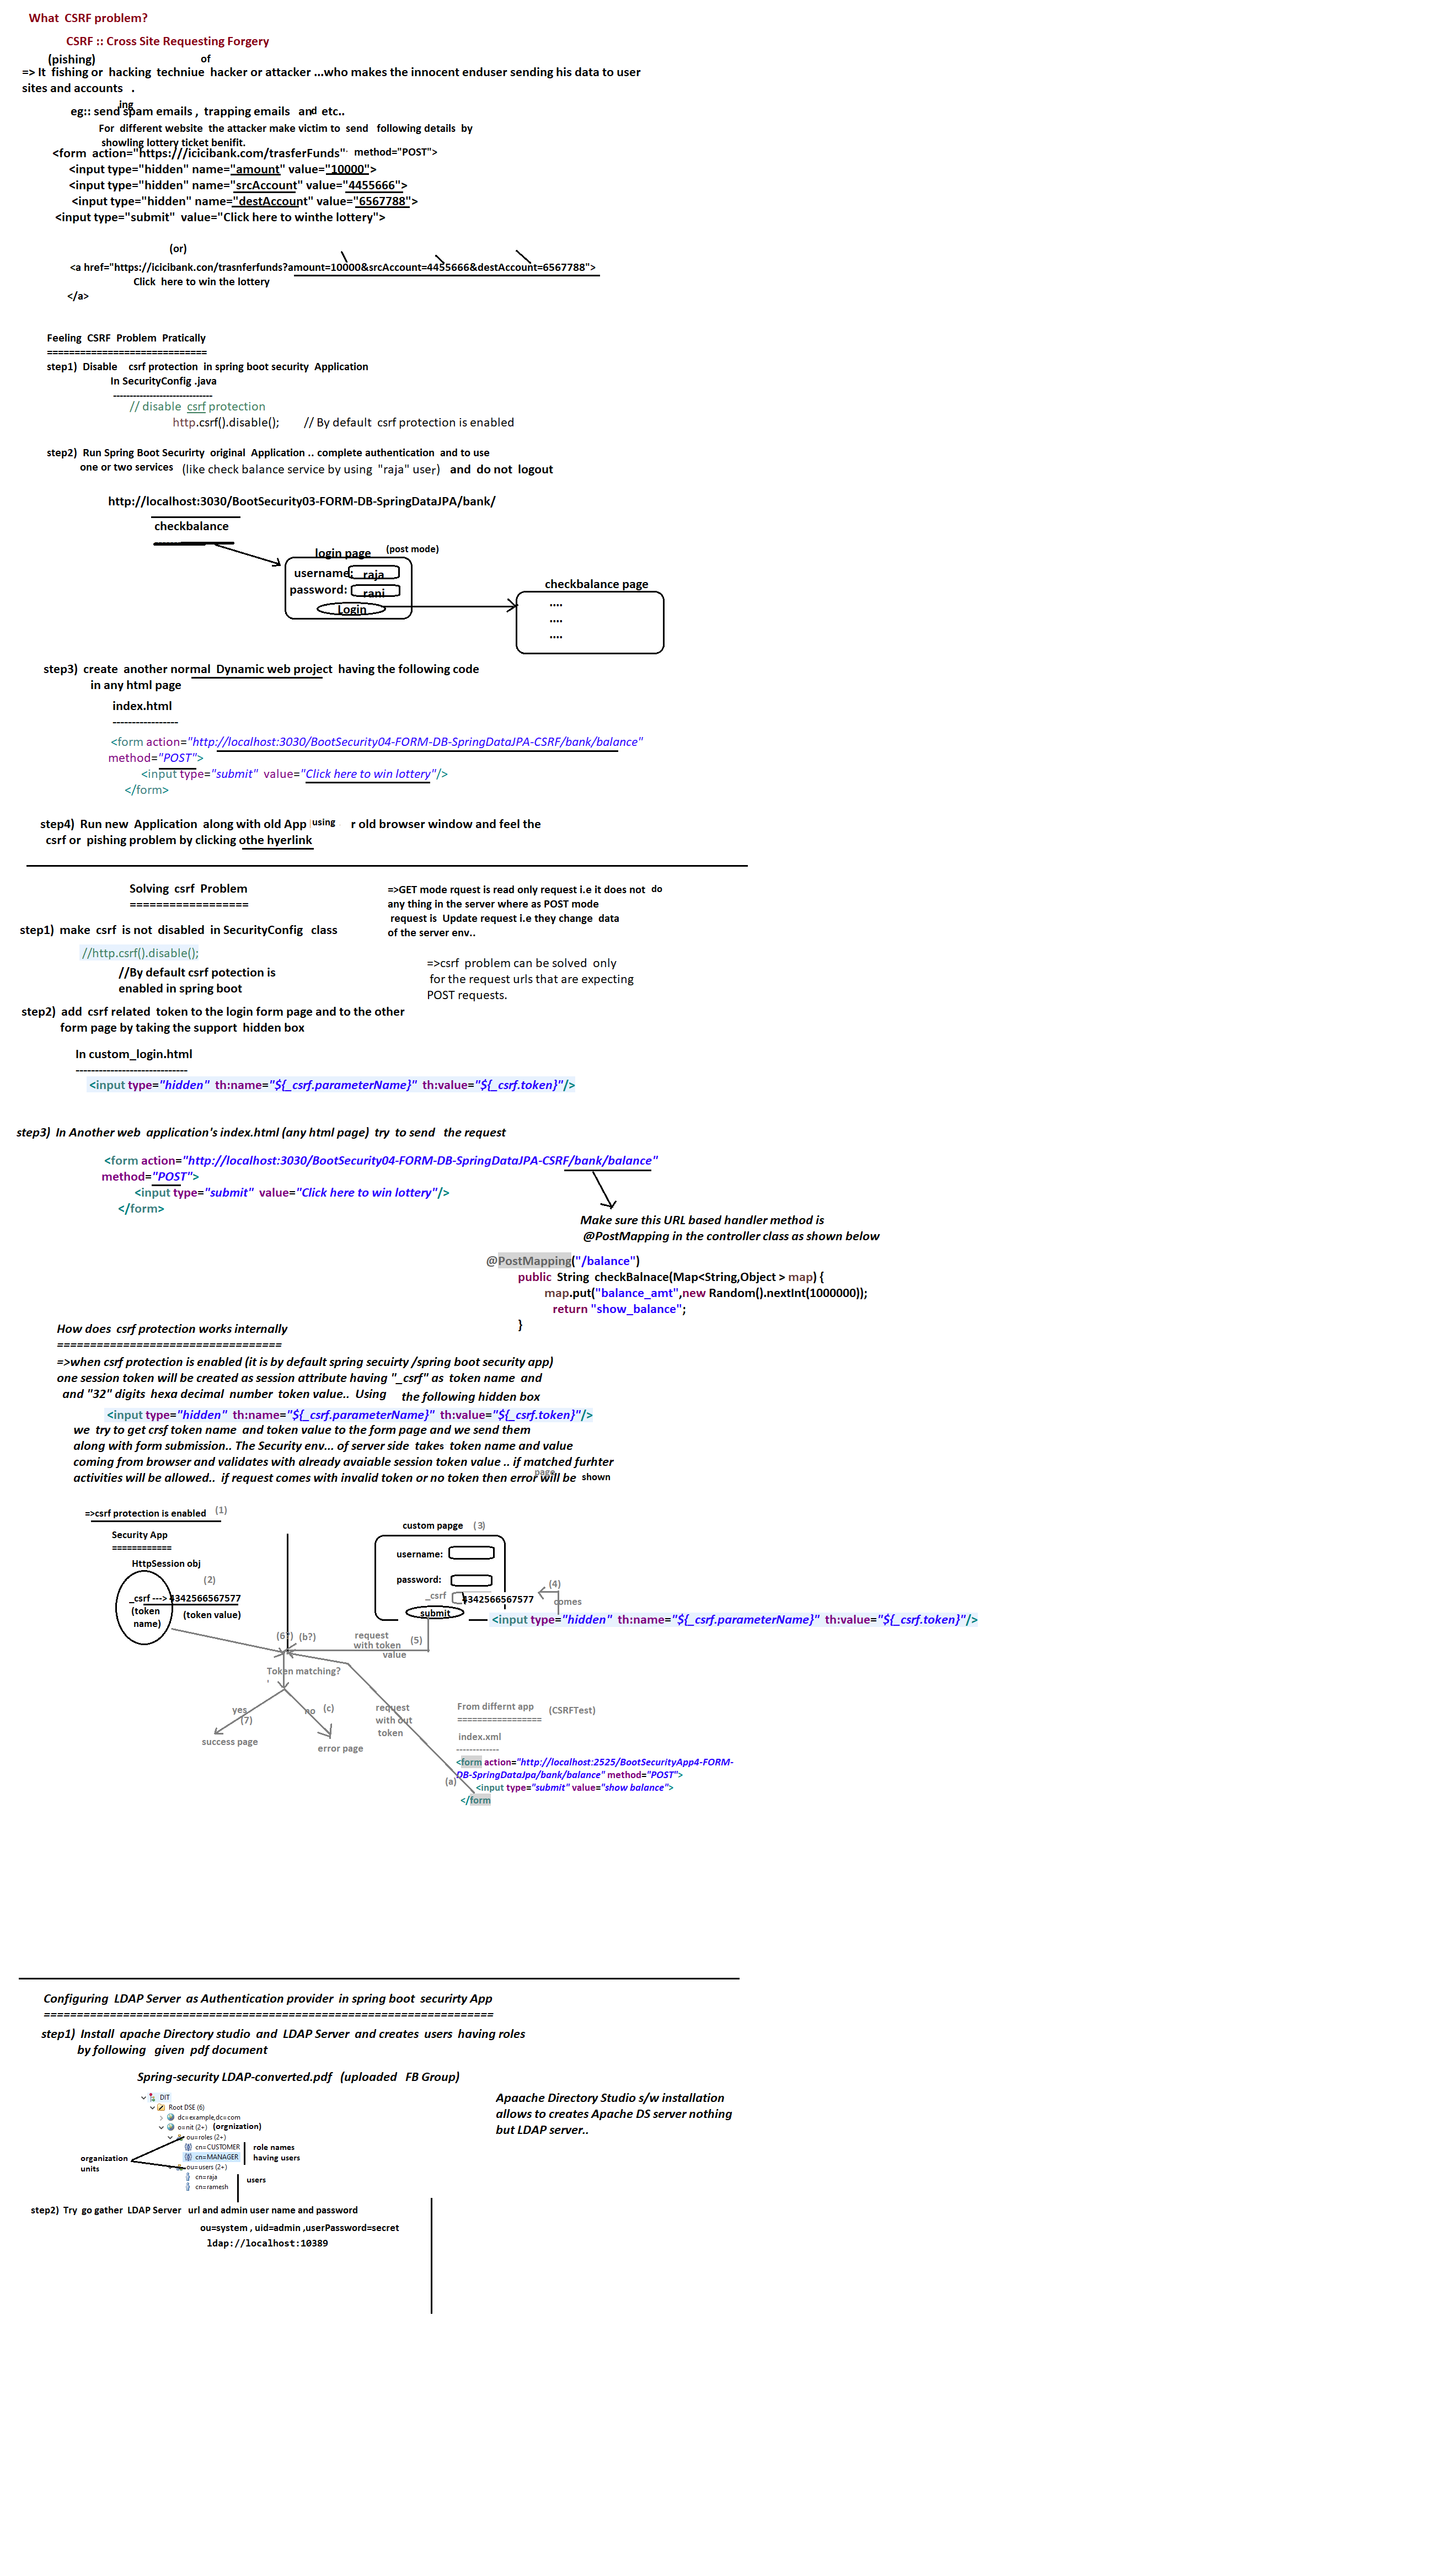 What CSRF problem?
CSRF :: Cross Site Requesting Forgery
(pishing)
of
=> It fishing or hacking techniue hacker or attacker ...who makes the innocent enduser sending his data to user
sites and accounts .
ing
eg:: send spam emails , trapping emails and etc..
For different website the attacker make victim to send following details by
showling lottery ticket benifit.
<form action="https:///icicibank.com/trasferFunds" method="POST">
<input type="hidden" name="amount" value="10000">
<input type="hidden" name="srcAccount" value="4455666">
<input type="hidden" name="destAccount" value="6567788">
<input type="submit" value="Click here to winthe lottery">
(or)
<a href="https://icicibank.con/trasnferfunds?amount=10000&srcAccount=4455666&destAccount=6567788">
Click here to win the lottery
</a>
Feeling CSRF Problem Pratically
=============================
step1) Disable csrf protection in spring boot security Application
In SecurityConfig .java
------------------------------
// disable csrf protection
http.csrf().disable(); // By default csrf protection is enabled
step2) Run Spring Boot Securirty original Application .. complete authentication and to use
one or two services (like check balance service by using "raja" user) and do not logout
http://localhost:3030/BootSecurity03-FORM-DB-SpringDataJPA/bank/
checkbalance
login page (post mode)
username: raja
password: rani
Login
checkbalance page
....
....
....
step3) create another normal Dynamic web project having the following code
in any html page
index.html
-----------------
<form action="http://localhost:3030/BootSecurity04-FORM-DB-SpringDataJPA-CSRF/bank/balance"
method="POST">
<input type="submit" value="Click here to win lottery"/>
</form>
step4) Run new Application along with old App using r old browser window and feel the
csrf or pishing problem by clicking othe hyerlink
Solving csrf Problem
==================
=>GET mode rquest is read only request i.e it does not do
any thing in the server where as POST mode
request is Update request i.e they change data
of the server env..
step1) make csrf is not disabled in SecurityConfig class
//http.csrf().disable();
//By default csrf potection is
enabled in spring boot
=>csrf problem can be solved only
for the request urls that are expecting
POST requests.
step2) add csrf related token to the login form page and to the other
form page by taking the support hidden box
In custom_login.html
-----------------------------
<input type="hidden" th:name="${_csrf.parameterName}" th:value="${_csrf.token}"/>
step3) In Another web application's index.html (any html page) try to send the request
<form action="http://localhost:3030/BootSecurity04-FORM-DB-SpringDataJPA-CSRF/bank/balance"
method="POST">
<input type="submit" value="Click here to win lottery"/>
</form>
Make sure this URL based handler method is
@PostMapping in the controller class as shown below
@PostMapping("/balance")
public String checkBalnace(Map<String,Object > map) {
map.put("balance_amt",new Random().nextInt(1000000));
return "show_balance";
}
How does csrf protection works internally
==================================
=>when csrf protection is enabled (it is by default spring secuirty /spring boot security app)
one session token will be created as session attribute having "_csrf" as token name and
and "32" digits hexa decimal number token value.. Using the following hidden box
<input type="hidden" th:name="${_csrf.parameterName}" th:value="${_csrf.token}"/>
we try to get crsf token name and token value to the form page and we send them
along with form submission.. The Security env... of server side takes token name and value
coming from browser and validates with already avaiable session token value .. if matched furhter
activities will be allowed.. if request comes with invalid token or no token then error will be shown
page
=>csrf protection is enabled (1)
Security App
============
HttpSession obj
(2)
_csrf ---> 4342566567577
(token
name)
(token value)
custom papge (3)
username:
password:
_csrf 4342566567577
submit
(4)
comes
<input type="hidden" th:name="${_csrf.parameterName}" th:value="${_csrf.token}"/>
(6?) (b?)
request
with token
value
(5)
Token matching?
yes
(7)
no (c)
success page
error page
request
with out
token
(a)
From differnt app (CSRFTest)
=================
index.xml
-------------
<form action="http://localhost:2525/BootSecurityApp4-FORM-
DB-SpringDataJpa/bank/balance" method="POST">
<input type="submit" value="show balance">
</form
Configuring LDAP Server as Authentication provider in spring boot securirty App
====================================================================
step1) Install apache Directory studio and LDAP Server and creates users having roles
by following given pdf document
Spring-security LDAP-converted.pdf (uploaded FB Group)
DIT
Root DSE (6)
dc=example,dc=com
o=nit (2+) (orgnization)
ou=roles (2+)
cn=CUSTOMER
cn=MANAGER
ou=users (2+)
cn=raja
cn=ramesh
role names
having users
users
organization
units
Apaache Directory Studio s/w installation
allows to creates Apache DS server nothing
but LDAP server..
step2) Try go gather LDAP Server url and admin user name and password
ou=system , uid=admin ,userPassword=secret
ldap://localhost:10389